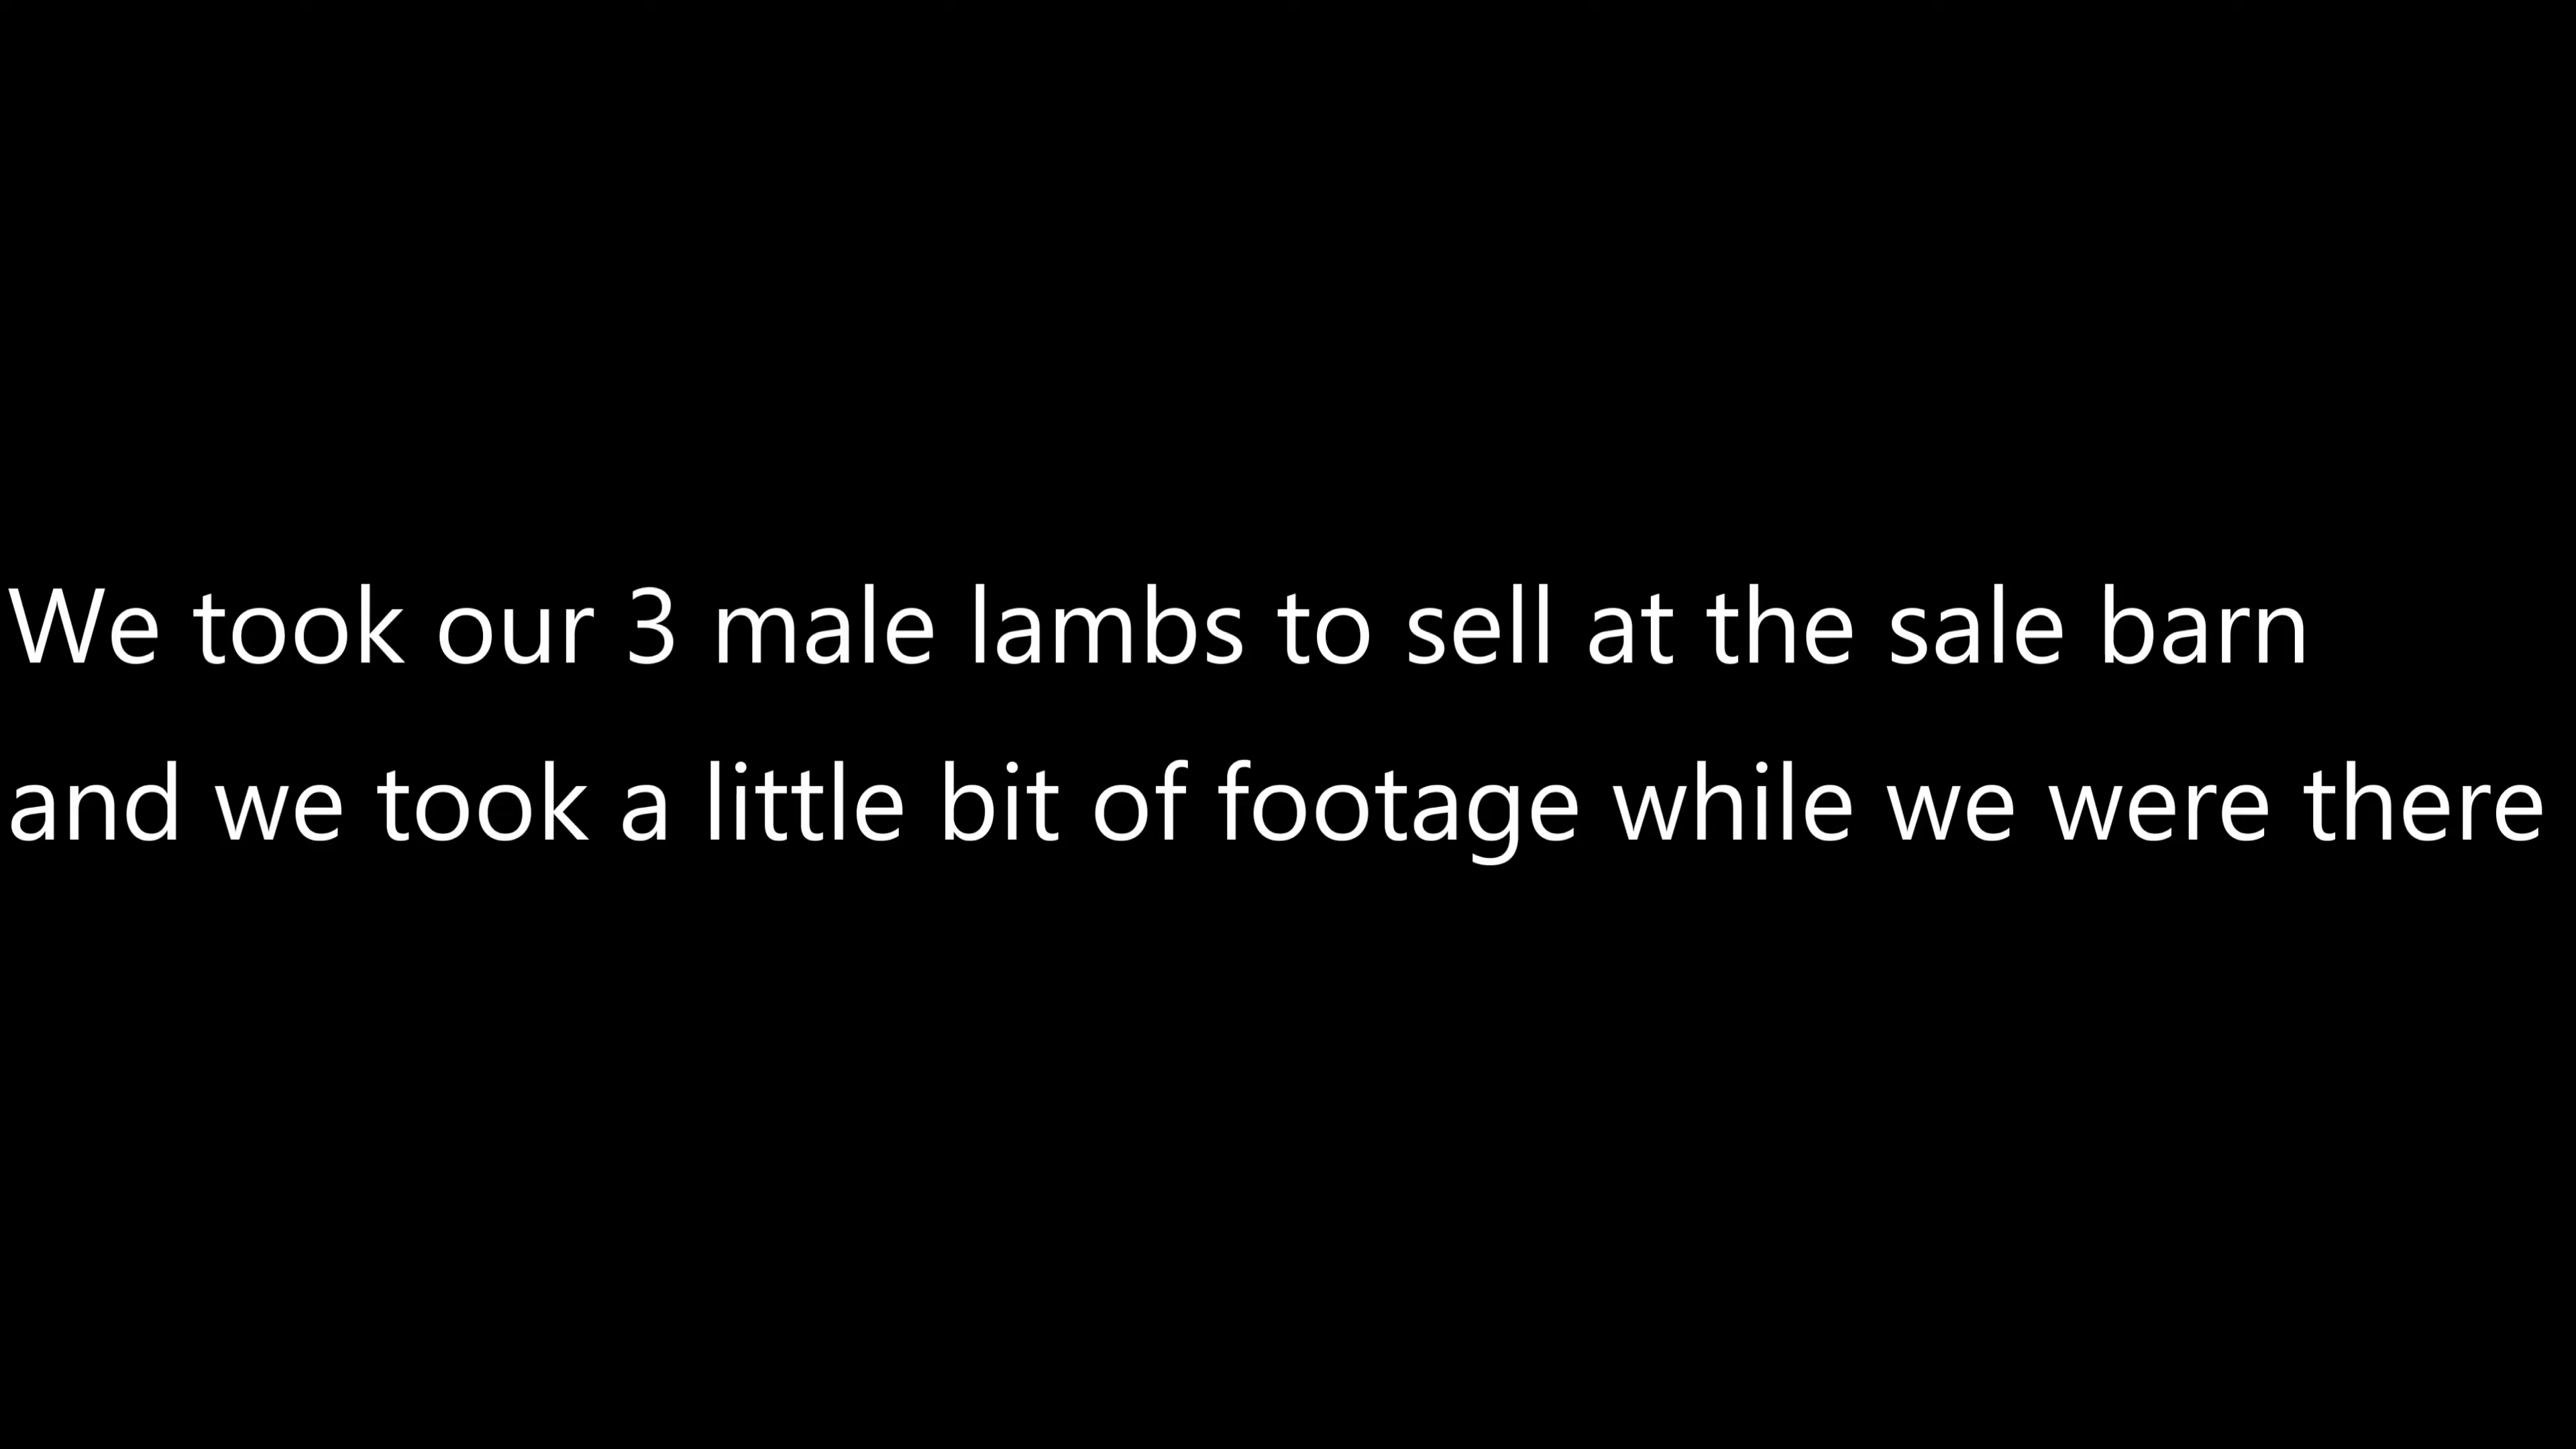 We took our 3 male lambs to sell at the sale barn
and we took a little bit of footage while we were there